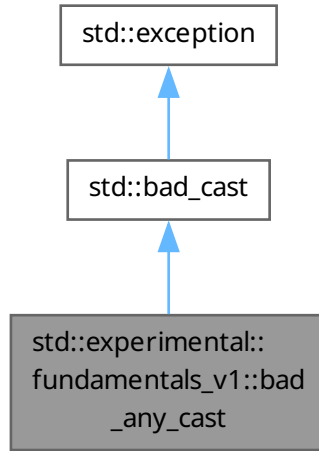 std::exception
std::bad_cast
std::experimental::
fundamentals_v1::bad
_any_cast